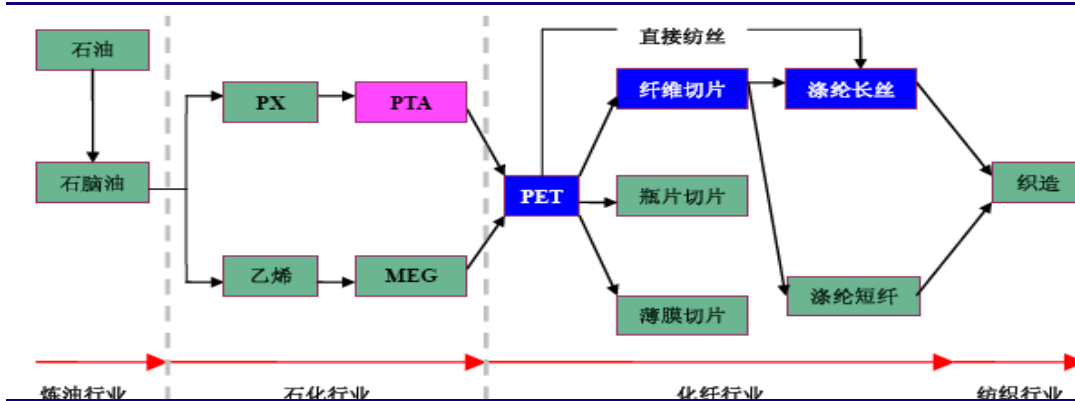 石油
直接纺丝
PX
PTA
纤维切片
涤纶长丝
石脑油
PET
瓶片切片
织造
乙烯
MEG
薄膜切片
涤纶短纤
炼油行业
石化行业
化纤行业
纺织行业